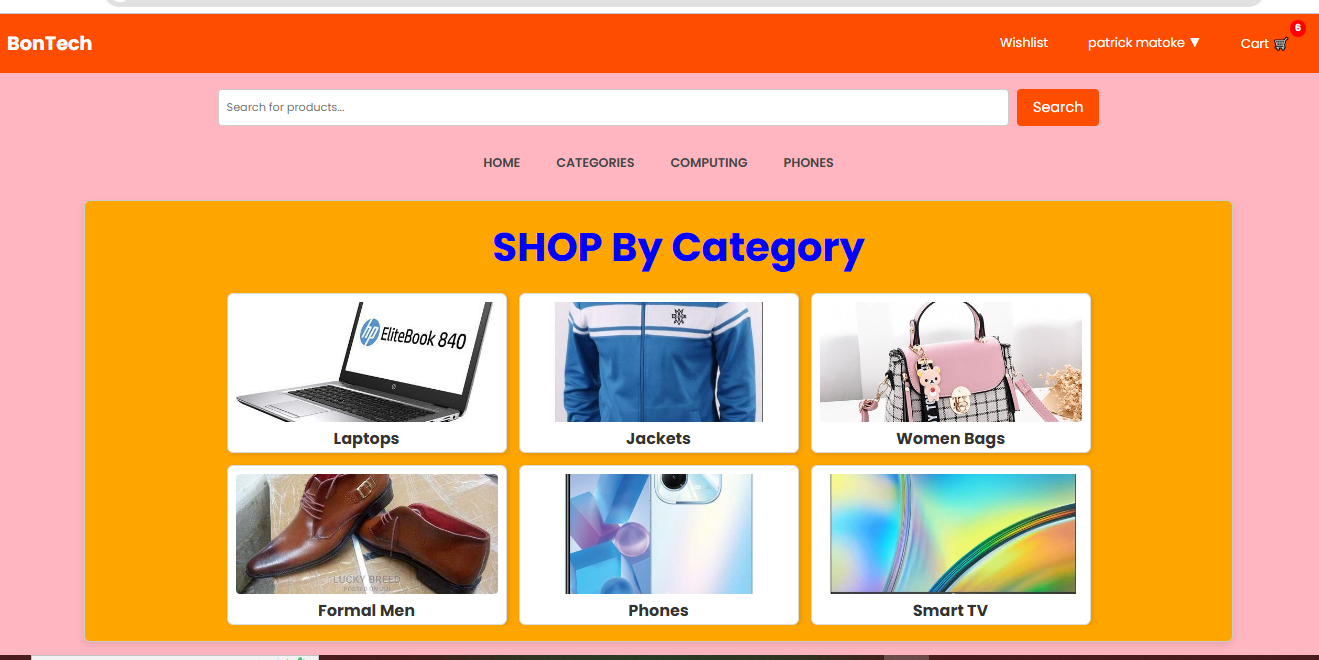 BonTech
Wishlist
patrick matoke ▼
Cart 🛒
6
Search for products...
Search
HOME
CATEGORIES
COMPUTING
PHONES
SHOP By Category
hp EliteBook 840
Laptops
Jackets
Women Bags
LUCKY BREED
Formal Men
Phones
Smart TV